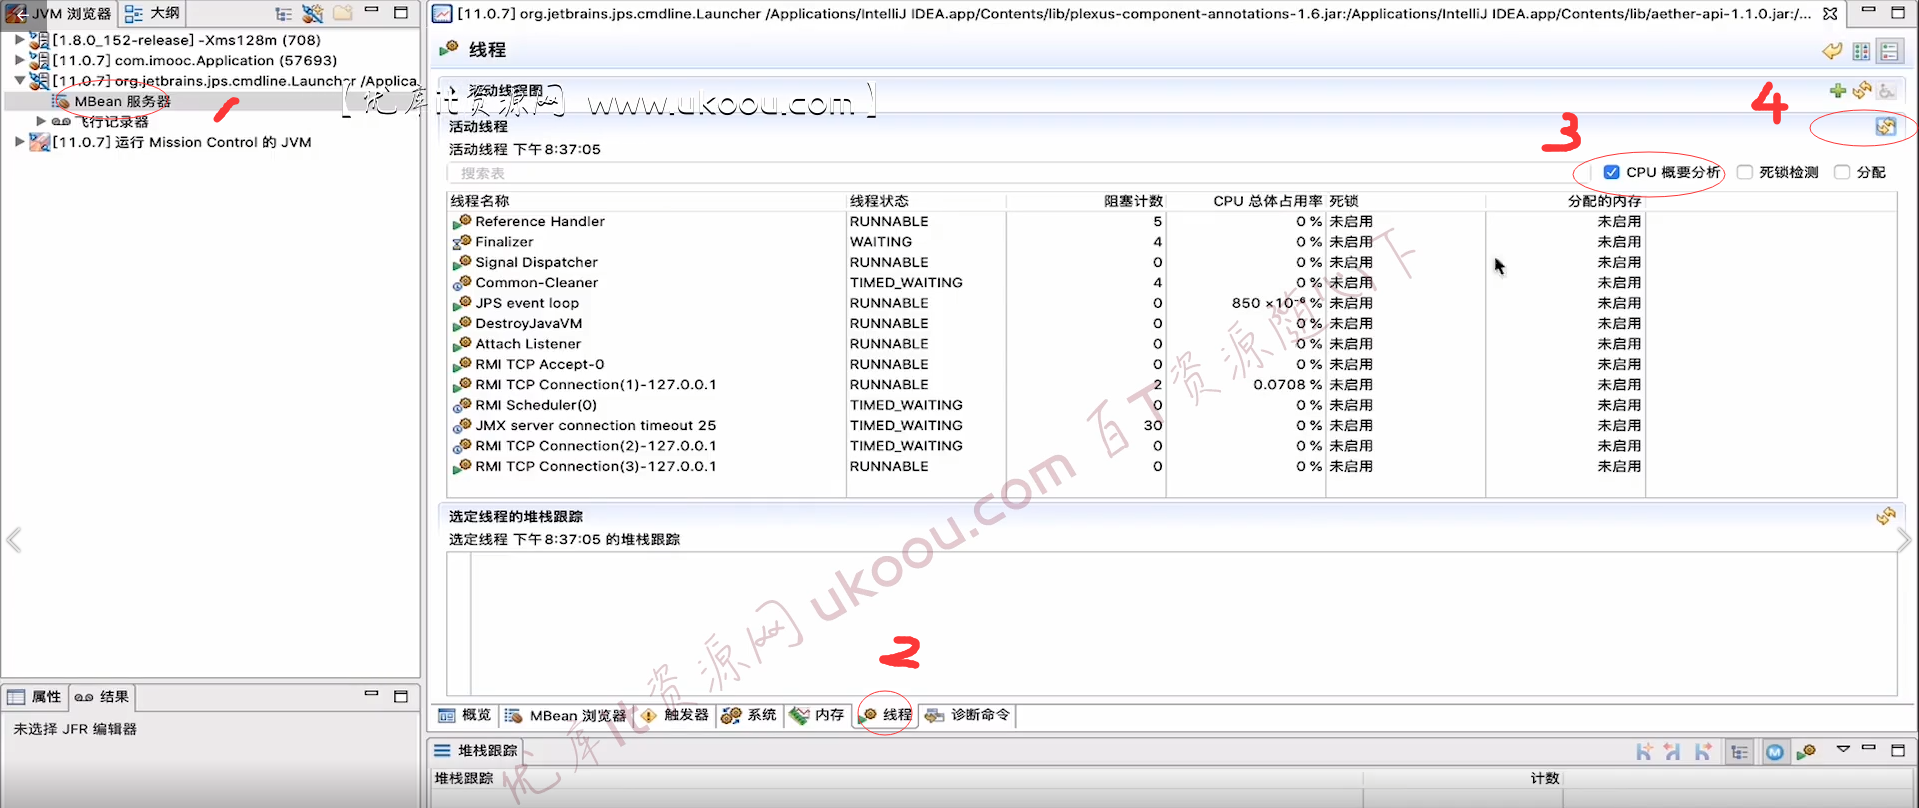 JVM 浏览器
大纲
[1.8.0_152-release] -Xms128m (708)
[11.0.7] com.imooc.Application (57693)
[11.0.7] org.jetbrains.jps.cmdline.Launcher /Applica
MBean 服务器
飞行记录器
[11.0.7] 运行 Mission Control 的 JVM
1
属性
结果
未选择 JFR 编辑器
[11.0.7] org.jetbrains.jps.cmdline.Launcher /Applications/IntelliJ IDEA.app/Contents/lib/plexus-component-annotations-1.6.jar:/Applications/IntelliJ IDEA.app/Contents/lib/aether-api-1.1.0.jar:/...
线程
活动线程图
【优库it资源网 www.ukoou.com】
4
活动线程
3
活动线程 下午8:37:05
搜索表
CPU 概要分析 死锁检测 分配
线程名称 线程状态 阻塞计数 CPU 总体占用率 死锁 分配的内存
Reference Handler RUNNABLE 5 0 % 未启用 未启用
Finalizer WAITING 4 0 % 未启用 未启用
Signal Dispatcher RUNNABLE 0 0 % 未启用 未启用
Common-Cleaner TIMED_WAITING 4 0 % 未启用 未启用
JPS event loop RUNNABLE 0 850 ×10⁻⁶ % 未启用 未启用
DestroyJavaVM RUNNABLE 0 0 % 未启用 未启用
Attach Listener RUNNABLE 0 0 % 未启用 未启用
RMI TCP Accept-0 RUNNABLE 0 0 % 未启用 未启用
RMI TCP Connection(1)-127.0.0.1 RUNNABLE 2 0.0708 % 未启用 未启用
RMI Scheduler(0) TIMED_WAITING 0 0 % 未启用 未启用
JMX server connection timeout 25 TIMED_WAITING 30 0 % 未启用 未启用
RMI TCP Connection(2)-127.0.0.1 TIMED_WAITING 0 0 % 未启用 未启用
RMI TCP Connection(3)-127.0.0.1 RUNNABLE 0 0 % 未启用 未启用
优库it资源网 ukoou.com 百T资源随心下
选定线程的堆栈跟踪
选定线程 下午8:37:05 的堆栈跟踪
2
概览 MBean 浏览器 触发器 系统 内存 线程 诊断命令
堆栈跟踪
堆栈跟踪 计数